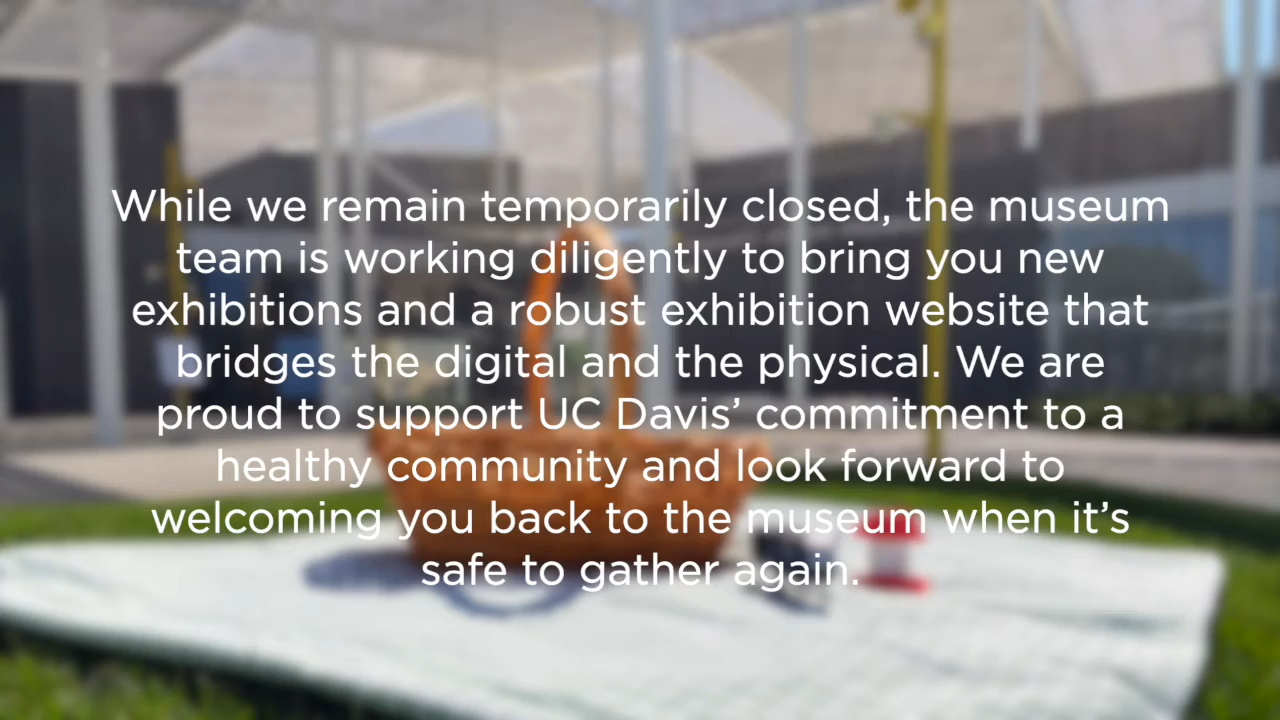 While we remain temporarily closed, the museum
team is working diligently to bring you new
exhibitions and a robust exhibition website that
bridges the digital and the physical. We are
proud to support UC Davis’ commitment to a
healthy community and look forward to
welcoming you back to the museum when it’s
safe to gather again.